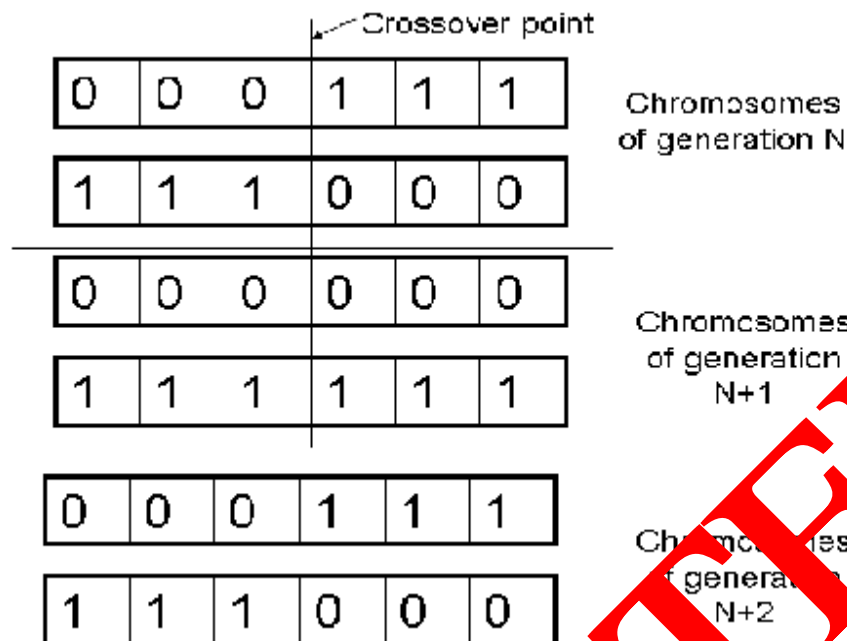 Crossover point
0 0 0 1 1 1
Chromosomes
of generation N
1 1 1 0 0 0
0 0 0 0 0 0
Chromosomes
of generation
N+1
1 1 1 1 1 1
0 0 0 1 1 1
1 1 1 0 0 0
N+2